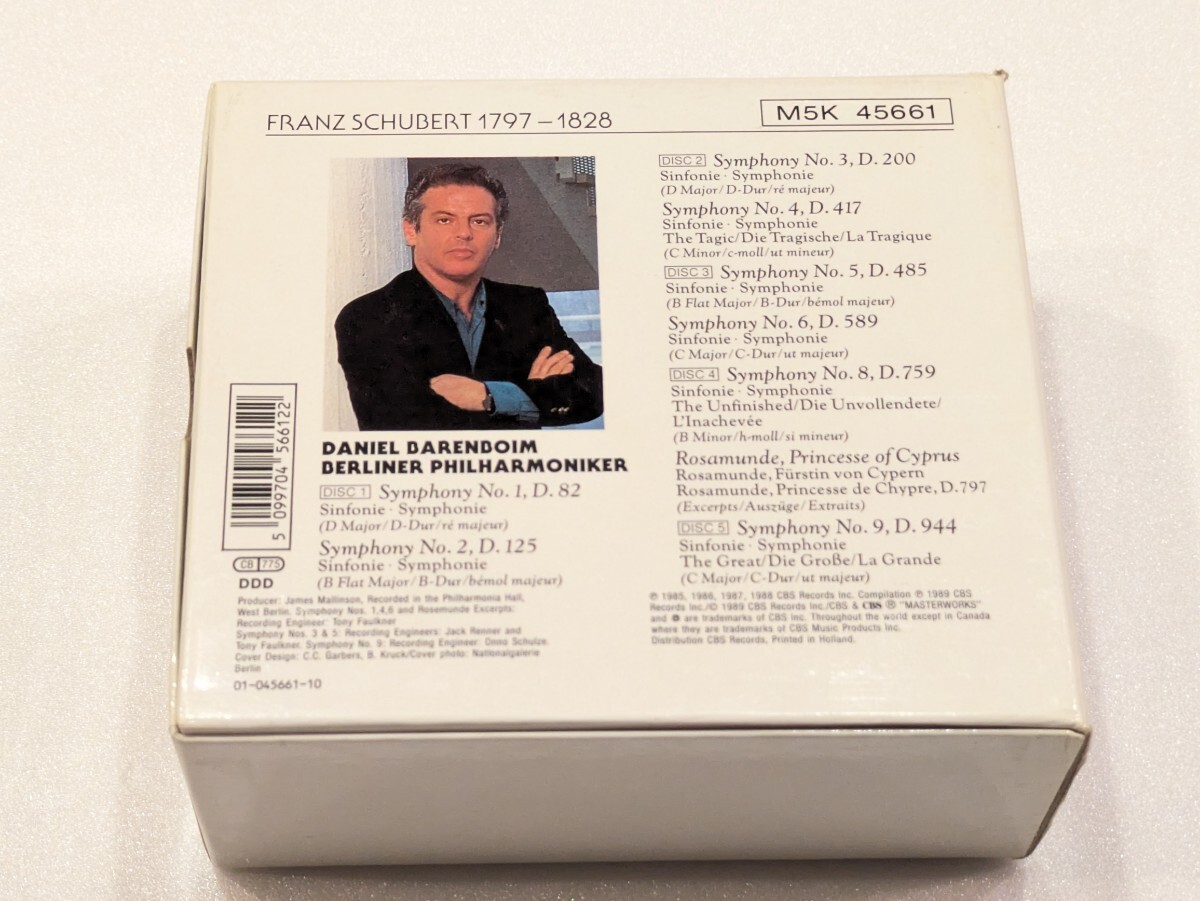 FRANZ SCHUBERT 1797 – 1828
M5K 45661
DANIEL BARENBOIM
BERLINER PHILHARMONIKER
DISC 1 Symphony No. 1, D. 82
Sinfonie · Symphonie
(D Major/D-Dur/ré majeur)
Symphony No. 2, D. 125
Sinfonie · Symphonie
(B Flat Major/B-Dur/bémol majeur)
DISC 2 Symphony No. 3, D. 200
Sinfonie · Symphonie
(D Major/D-Dur/ré majeur)
Symphony No. 4, D. 417
Sinfonie · Symphonie
The Tagic/Die Tragische/La Tragique
(C Minor/c-moll/ut mineur)
DISC 3 Symphony No. 5, D. 485
Sinfonie · Symphonie
(B Flat Major/B-Dur/bémol majeur)
Symphony No. 6, D. 589
Sinfonie · Symphonie
(C Major/C-Dur/ut majeur)
DISC 4 Symphony No. 8, D. 759
Sinfonie · Symphonie
The Unfinished/Die Unvollendete/
L'Inachevée
(B Minor/h-moll/si mineur)
Rosamunde, Princesse of Cyprus
Rosamunde, Fürstin von Cypern
Rosamunde, Princesse de Chypre, D. 797
(Excerpts/Auszüge/Extraits)
DISC 5 Symphony No. 9, D. 944
Sinfonie · Symphonie
The Great/Die Große/La Grande
(C Major/C-Dur/ut majeur)
5 099704 566122
CB 775
DDD
Producer: James Mallinson, Recorded in the Philharmonia Hall,
West Berlin. Symphony Nos. 1,4,6 and Rosemunde Excerpts:
Recording Engineer: Tony Faulkner
Symphony Nos. 3 & 5: Recording Engineers: Jack Renner and
Tony Faulkner, Symphony No. 9: Recording Engineer: Onno Schulze.
Cover Design: C.C. Garbers, B. Kruck/Cover photo: Nationalgalerie
Berlin
01-045661-10
℗ 1985, 1986, 1987, 1988 CBS Records Inc. Compilation ℗ 1989 CBS
Records Inc./© 1989 CBS Records Inc./CBS & CBS ® "MASTERWORKS"
and are trademarks of CBS Inc. Throughout the world except in Canada
where they are trademarks of CBS Music Products Inc.
Distribution CBS Records, Printed in Holland.